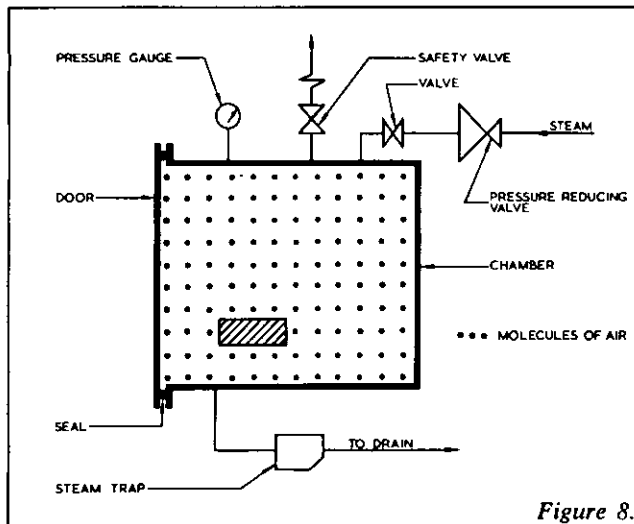 PRESSURE GAUGE
SAFETY VALVE
VALVE
STEAM
DOOR
PRESSURE REDUCING
VALVE
CHAMBER
MOLECULES OF AIR
SEAL
TO DRAIN
STEAM TRAP
Figure 8.